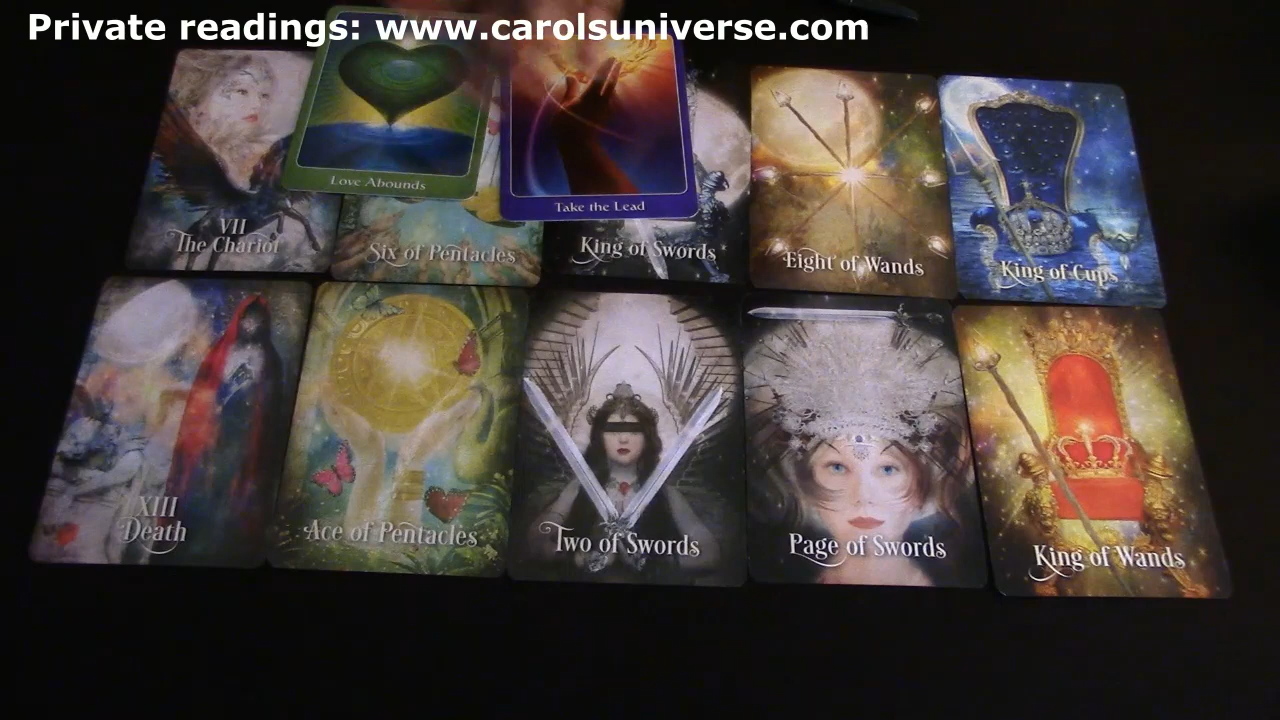 Private readings: www.carolsuniverse.com
Love Abounds
Take the Lead
VII
The Chariot
Six of Pentacles
King of Swords
Eight of Wands
King of Cups
XIII
Death
Ace of Pentacles
Two of Swords
Page of Swords
King of Wands